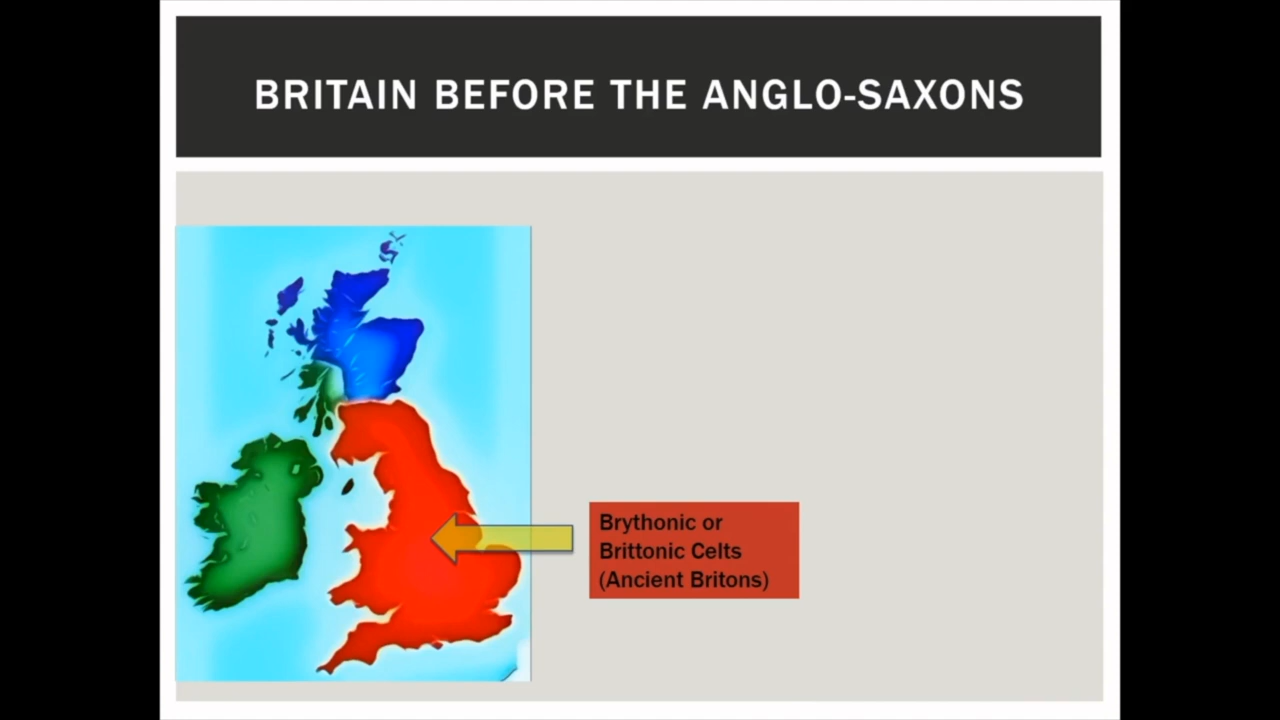 BRITAIN BEFORE THE ANGLO-SAXONS
Brythonic or
Brittonic Celts
(Ancient Britons)